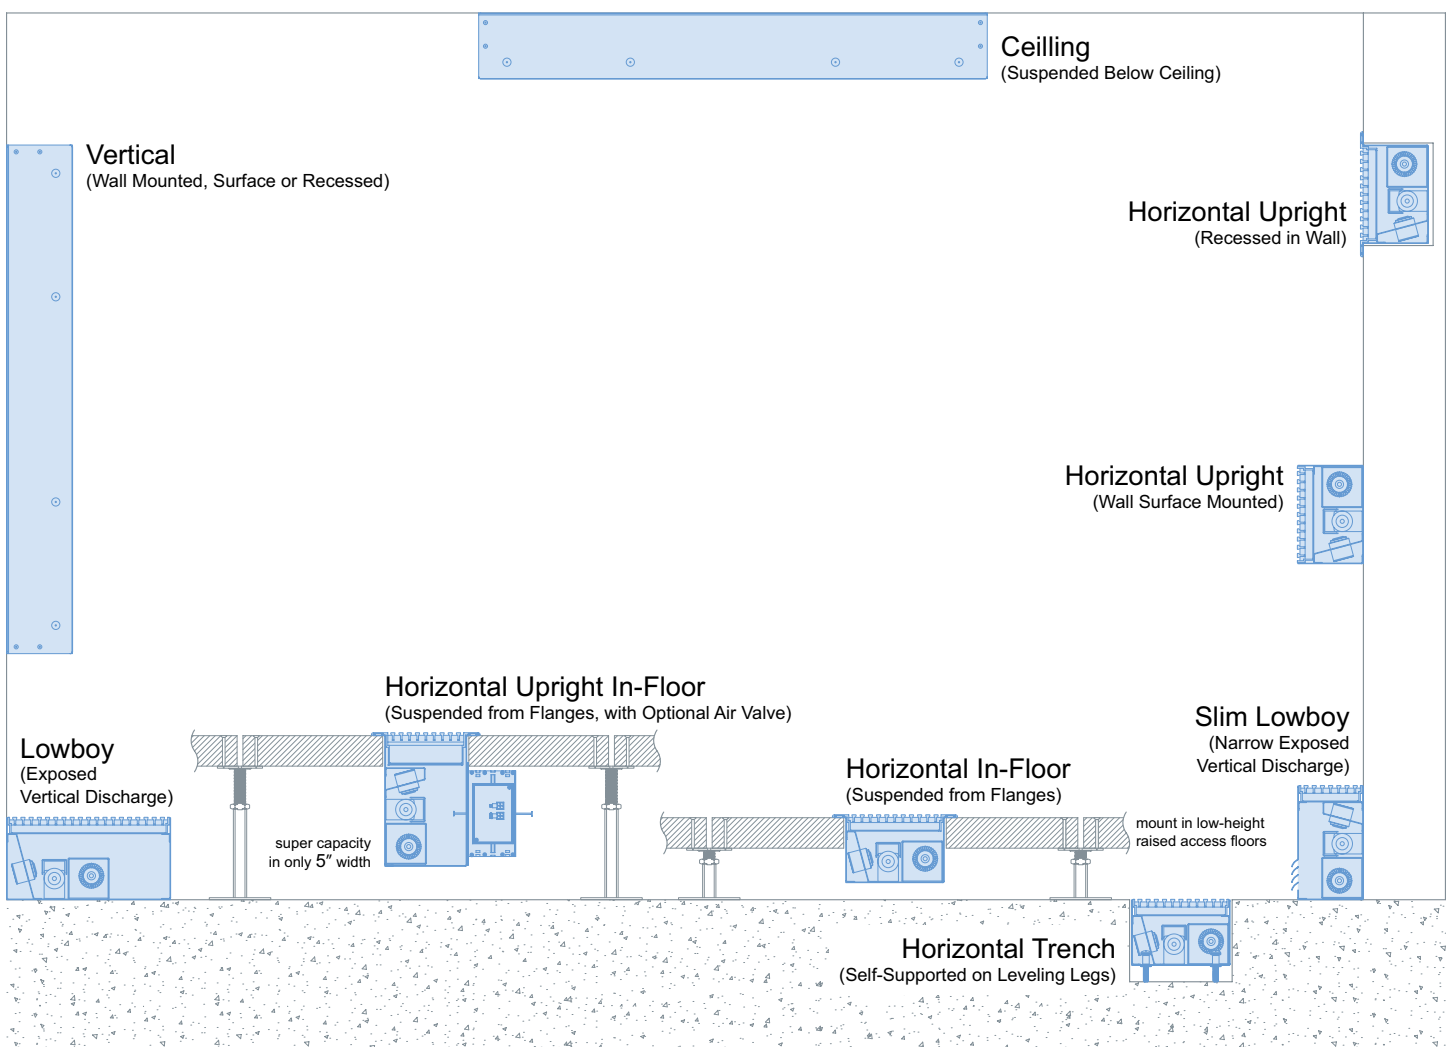 Ceilling
(Suspended Below Ceiling)
Vertical
(Wall Mounted, Surface or Recessed)
Horizontal Upright
(Recessed in Wall)
Horizontal Upright
(Wall Surface Mounted)
Horizontal Upright In-Floor
(Suspended from Flanges, with Optional Air Valve)
Slim Lowboy
(Narrow Exposed
Vertical Discharge)
Lowboy
(Exposed
Vertical Discharge)
Horizontal In-Floor
(Suspended from Flanges)
super capacity
in only 5″ width
mount in low-height
raised access floors
Horizontal Trench
(Self-Supported on Leveling Legs)